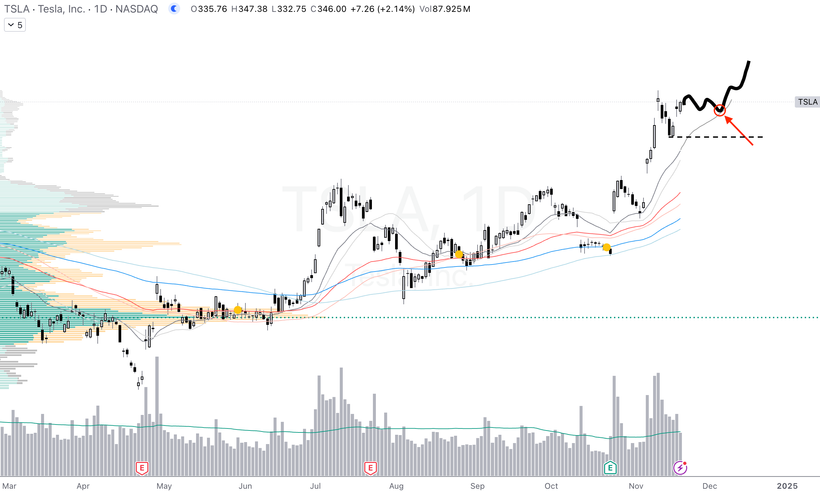 TSLA · Tesla, Inc. · 1D · NASDAQ O335.76 H347.38 L332.75 C346.00 +7.26 (+2.14%) Vol87.925M
5
TSLA
TSLA, 1D
Tesla, Inc.
E E E
Mar Apr May Jun Jul Aug Sep Oct Nov Dec 2025